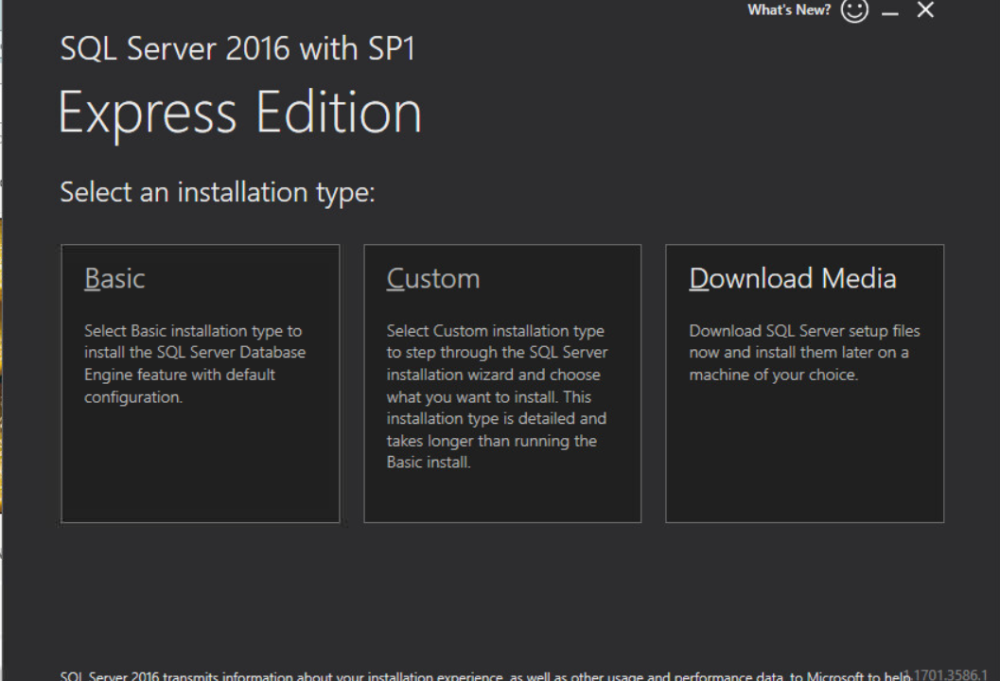 What's New?
SQL Server 2016 with SP1
Express Edition
Select an installation type:
Basic
Select Basic installation type to
install the SQL Server Database
Engine feature with default
configuration.
Custom
Select Custom installation type
to step through the SQL Server
installation wizard and choose
what you want to install. This
installation type is detailed and
takes longer than running the
Basic install.
Download Media
Download SQL Server setup files
now and install them later on a
machine of your choice.
SQL Server 2016 transmits information about your installation experience, as well as other usage and performance data, to Microsoft to help
1.1701.3586.1